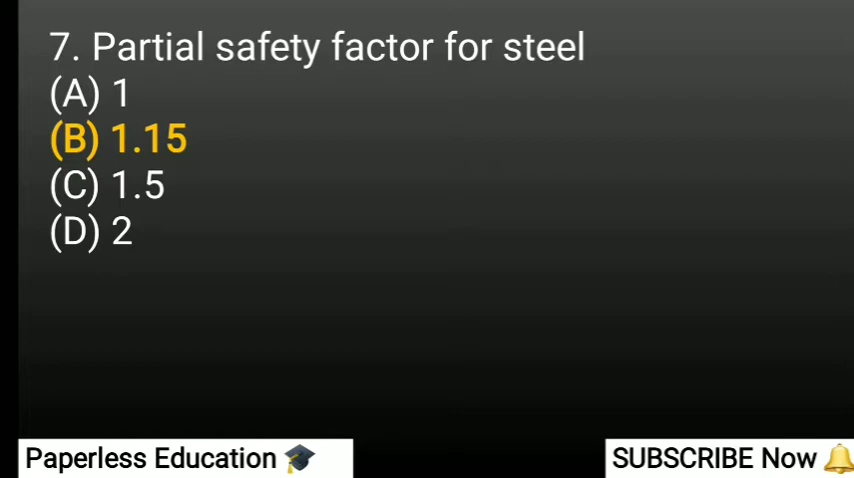 7. Partial safety factor for steel
(A) 1
(B) 1.15
(C) 1.5
(D) 2
Paperless Education 🎓
SUBSCRIBE Now 🔔